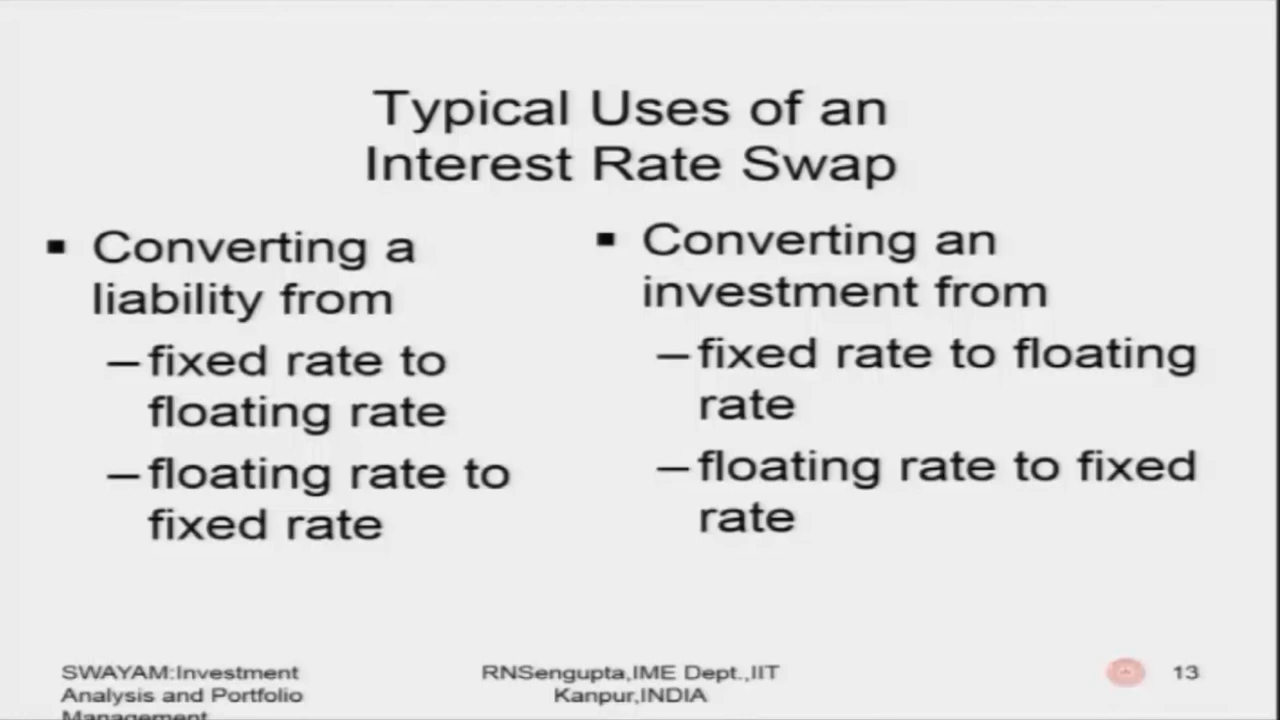 Typical Uses of an
Interest Rate Swap
▪ Converting a
liability from
–fixed rate to
floating rate
–floating rate to
fixed rate
▪ Converting an
investment from
–fixed rate to floating
rate
–floating rate to fixed
rate
SWAYAM:Investment
Analysis and Portfolio
Management
RNSengupta,IME Dept.,IIT
Kanpur,INDIA
13